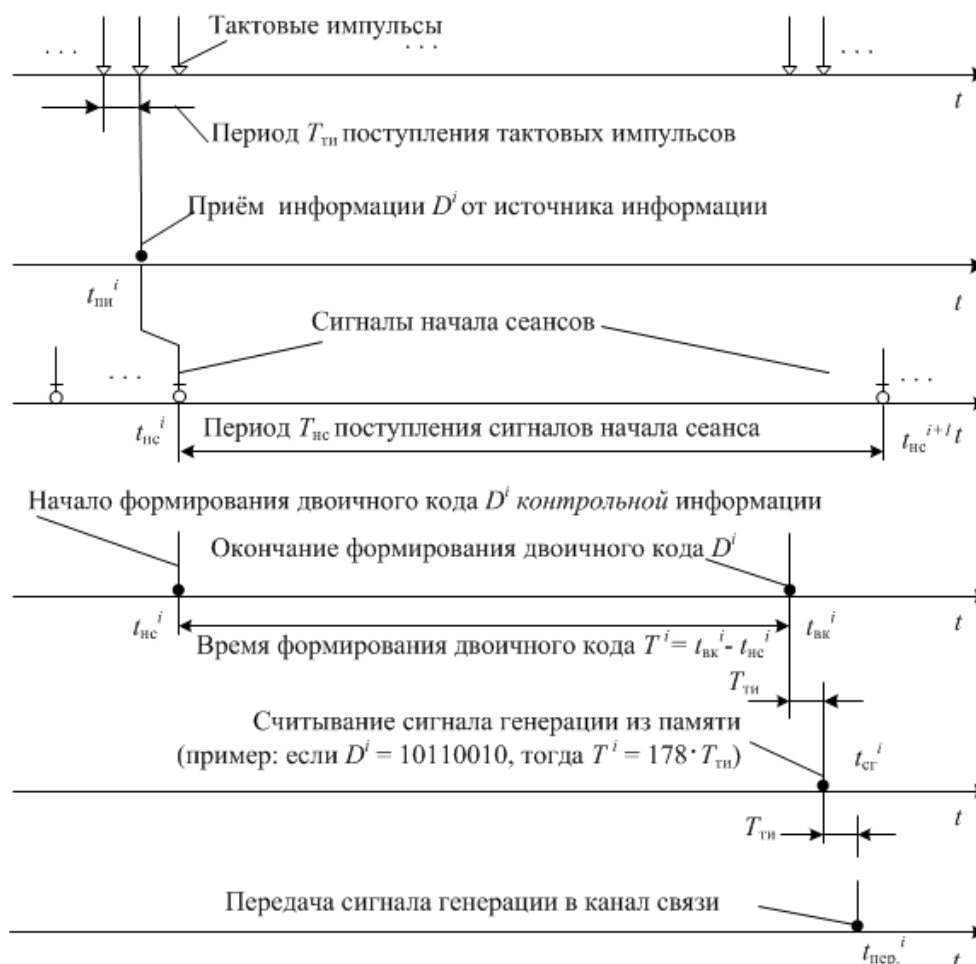 Тактовые импульсы
. . . . . . . . .
t
Период Tти поступления тактовых импульсов
Приём информации Dⁱ от источника информации
tпиⁱ
t
Сигналы начала сеансов
. . . . . .
tнсⁱ
Период Tнс поступления сигналов начала сеанса
tнсⁱ⁺¹ t
Начало формирования двоичного кода Dⁱ контрольной информации
Окончание формирования двоичного кода Dⁱ
tнсⁱ
tвкⁱ
t
Время формирования двоичного кода Tⁱ = tвкⁱ - tнсⁱ
Tти
Считывание сигнала генерации из памяти
(пример: если Dⁱ = 10110010, тогда Tⁱ = 178·Tти)
tсгⁱ
t
Tти
Передача сигнала генерации в канал связи
tпер.ⁱ
t